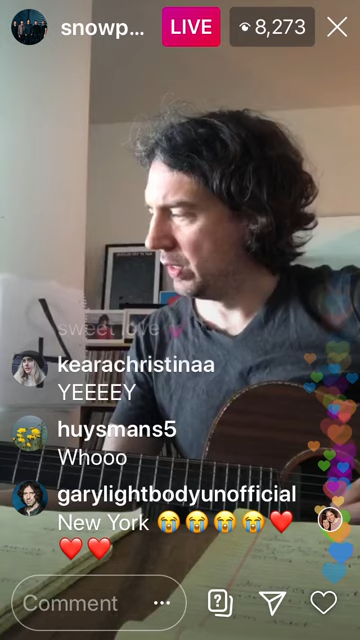 snowp...
LIVE
8,273
sweet love
kearachristinaa
YEEEEY
huysmans5
Whooo
garylightbodyunofficial
New York 😭😭😭😭❤️
❤️❤️
Comment